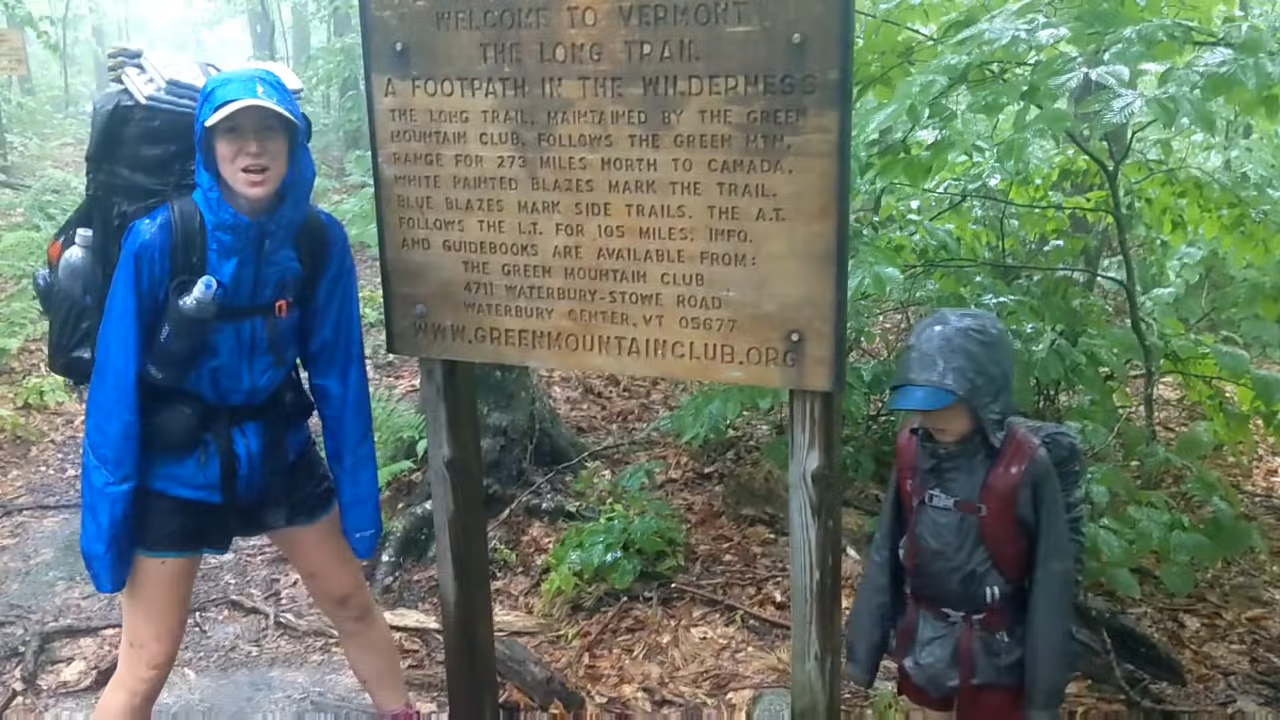 WELCOME TO VERMONT
THE LONG TRAIL
A FOOTPATH IN THE WILDERNESS
THE LONG TRAIL, MAINTAINED BY THE GREEN
MOUNTAIN CLUB, FOLLOWS THE GREEN MTN.
RANGE FOR 273 MILES NORTH TO CANADA.
WHITE PAINTED BLAZES MARK THE TRAIL.
BLUE BLAZES MARK SIDE TRAILS. THE A.T.
FOLLOWS THE L.T. FOR 105 MILES. INFO.
AND GUIDEBOOKS ARE AVAILABLE FROM:
THE GREEN MOUNTAIN CLUB
4711 WATERBURY-STOWE ROAD
WATERBURY CENTER, VT 05677
WWW.GREENMOUNTAINCLUB.ORG